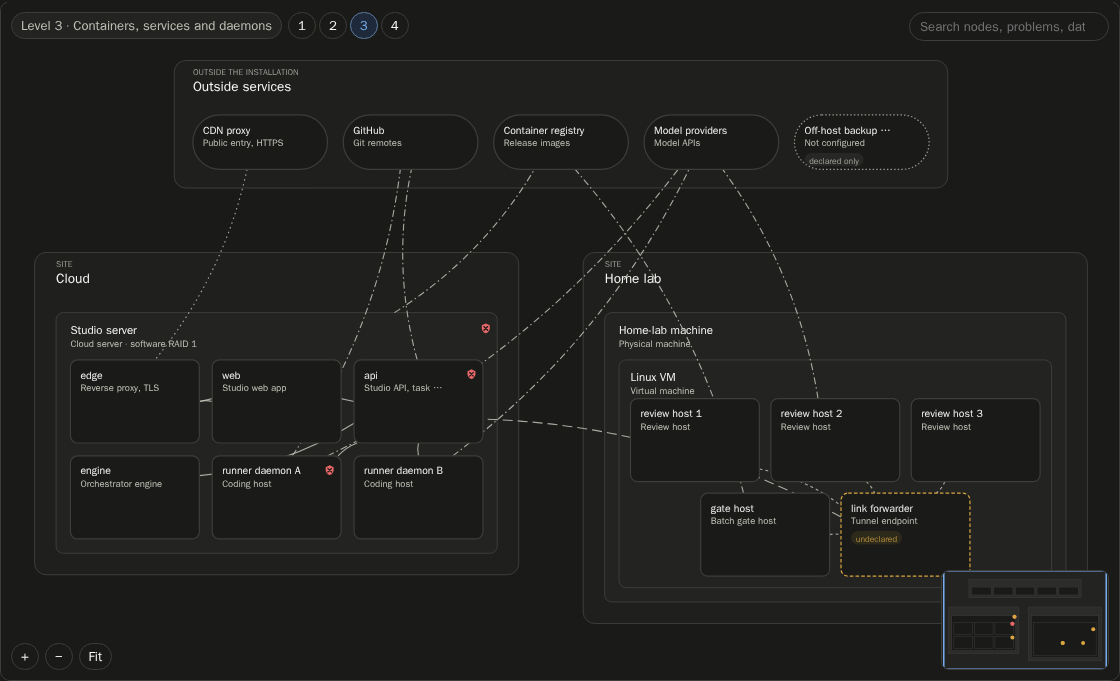 Level 3 · Containers, services and daemons
1
2
3
4
Search nodes, problems, dat
OUTSIDE THE INSTALLATION
Outside services
CDN proxy
Public entry, HTTPS
GitHub
Git remotes
Container registry
Release images
Model providers
Model APIs
Off-host backup ···
Not configured
declared only
SITE
Cloud
Studio server
Cloud server · software RAID 1
edge
Reverse proxy, TLS
web
Studio web app
api
Studio API, task ···
engine
Orchestrator engine
runner daemon A
Coding host
runner daemon B
Coding host
SITE
Home lab
Home-lab machine
Physical machine
Linux VM
Virtual machine
review host 1
Review host
review host 2
Review host
review host 3
Review host
gate host
Batch gate host
link forwarder
Tunnel endpoint
undeclared
+
−
Fit